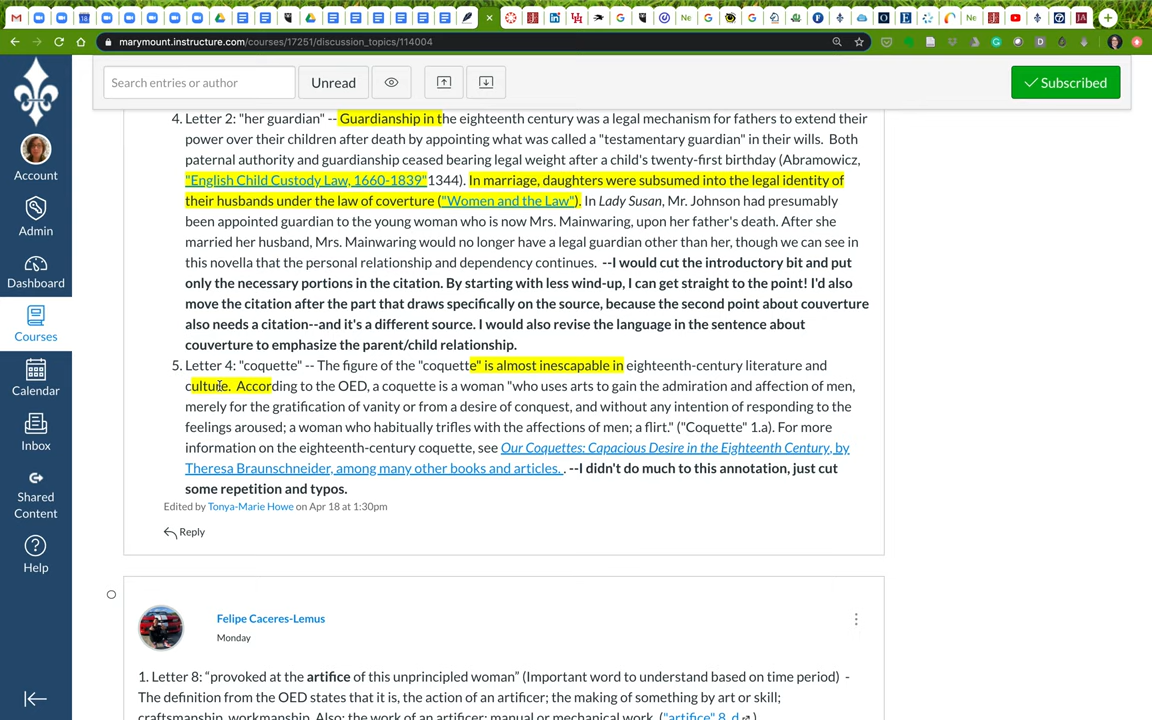 marymount.instructure.com/courses/17251/discussion_topics/114004
Search entries or author
Unread
Subscribed
Account
Admin
Dashboard
Courses
Calendar
Inbox
Shared
Content
Help
4. Letter 2: "her guardian" -- Guardianship in the eighteenth century was a legal mechanism for fathers to extend their
power over their children after death by appointing what was called a "testamentary guardian" in their wills.  Both
paternal authority and guardianship ceased bearing legal weight after a child's twenty-first birthday (Abramowicz,
"English Child Custody Law, 1660-1839"1344). In marriage, daughters were subsumed into the legal identity of
their husbands under the law of coverture ("Women and the Law"). In Lady Susan, Mr. Johnson had presumably
been appointed guardian to the young woman who is now Mrs. Mainwaring, upon her father's death. After she
married her husband, Mrs. Mainwaring would no longer have a legal guardian other than her, though we can see in
this novella that the personal relationship and dependency continues.  --I would cut the introductory bit and put
only the necessary portions in the citation. By starting with less wind-up, I can get straight to the point! I'd also
move the citation after the part that draws specifically on the source, because the second point about couverture
also needs a citation--and it's a different source. I would also revise the language in the sentence about
couverture to emphasize the parent/child relationship.
5. Letter 4: "coquette" -- The figure of the "coquette" is almost inescapable in eighteenth-century literature and
culture.  According to the OED, a coquette is a woman "who uses arts to gain the admiration and affection of men,
merely for the gratification of vanity or from a desire of conquest, and without any intention of responding to the
feelings aroused; a woman who habitually trifles with the affections of men; a flirt." ("Coquette" 1.a). For more
information on the eighteenth-century coquette, see Our Coquettes: Capacious Desire in the Eighteenth Century, by
Theresa Braunschneider, among many other books and articles. . --I didn't do much to this annotation, just cut
some repetition and typos.
Edited by Tonya-Marie Howe on Apr 18 at 1:30pm
Reply
Felipe Caceres-Lemus
Monday
1. Letter 8: "provoked at the artifice of this unprincipled woman" (Important word to understand based on time period)  -
The definition from the OED states that it is, the action of an artificer; the making of something by art or skill;
craftsmanship, workmanship. Also: the work of an artificer; manual or mechanical work. ("artifice" 8. d